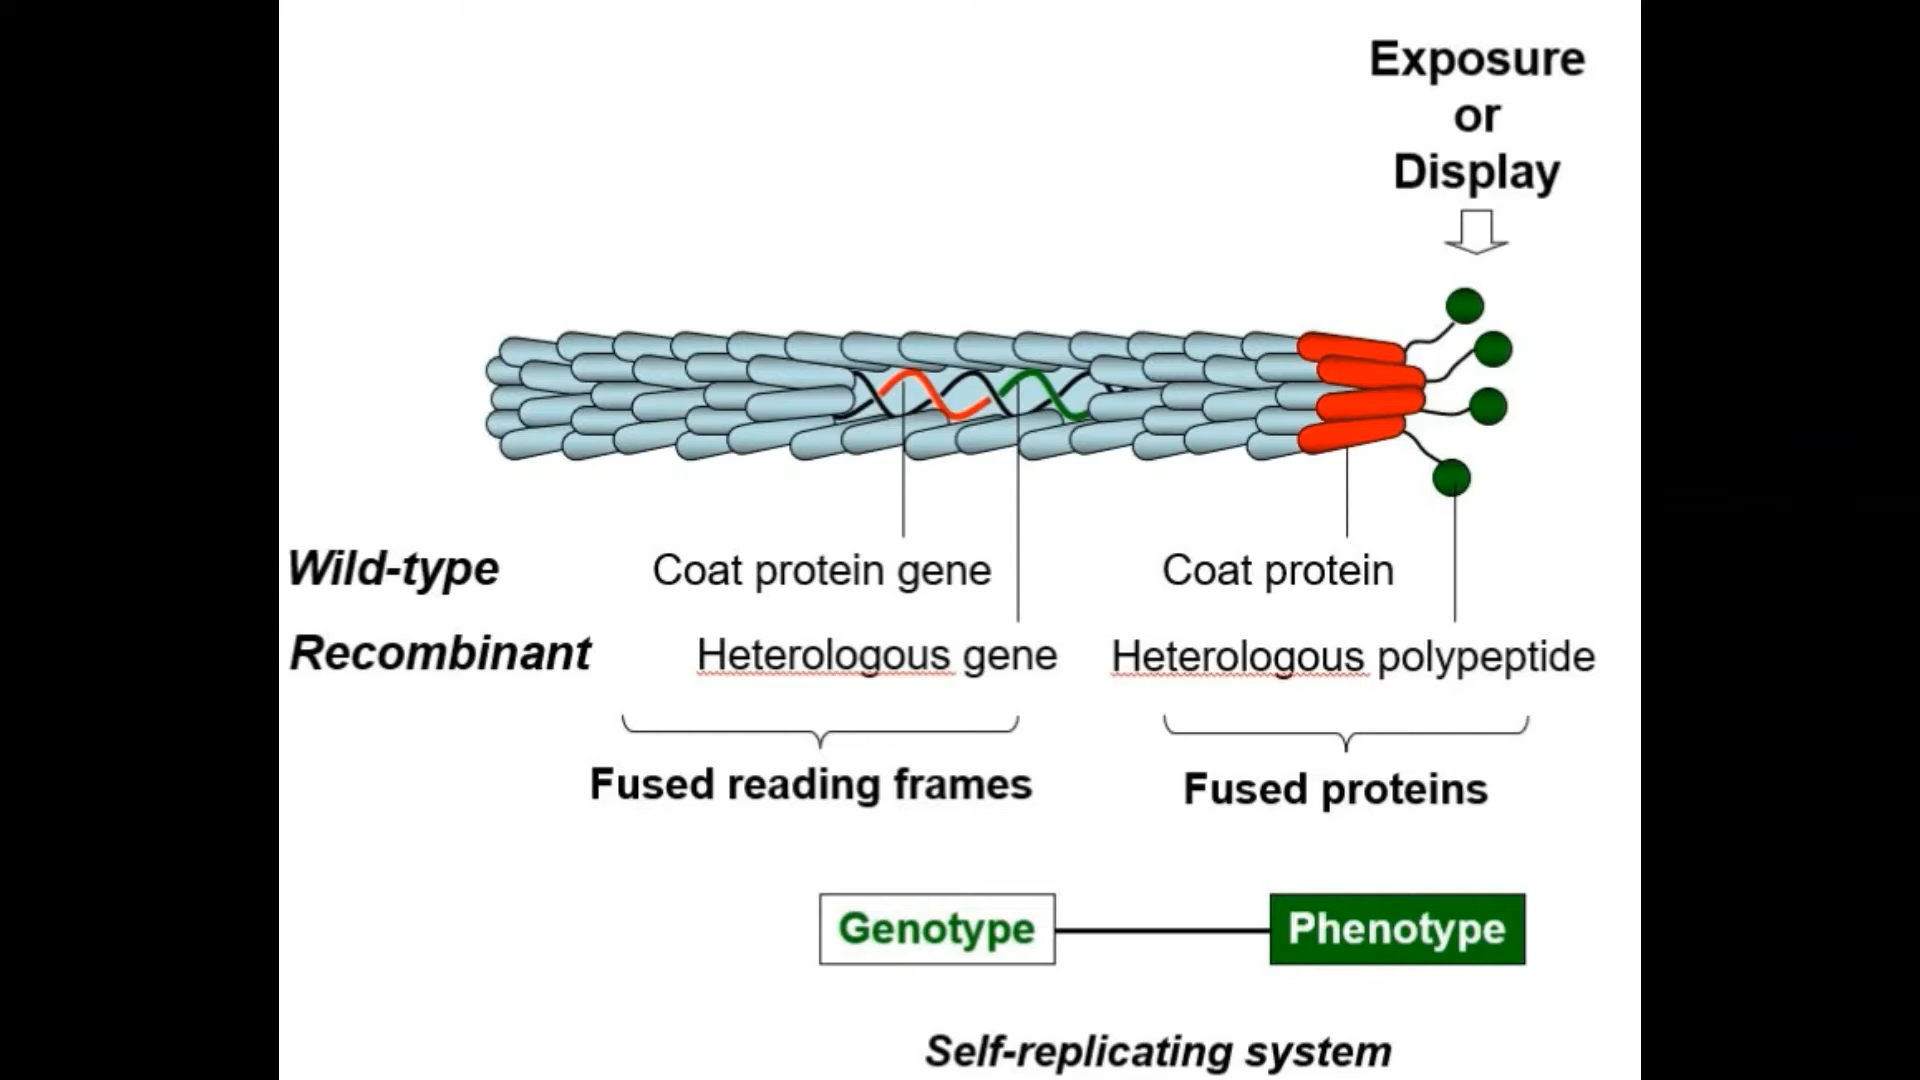 Exposure
or
Display
Wild-type Coat protein gene Coat protein
Recombinant Heterologous gene Heterologous polypeptide
Fused reading frames Fused proteins
Genotype Phenotype
Self-replicating system